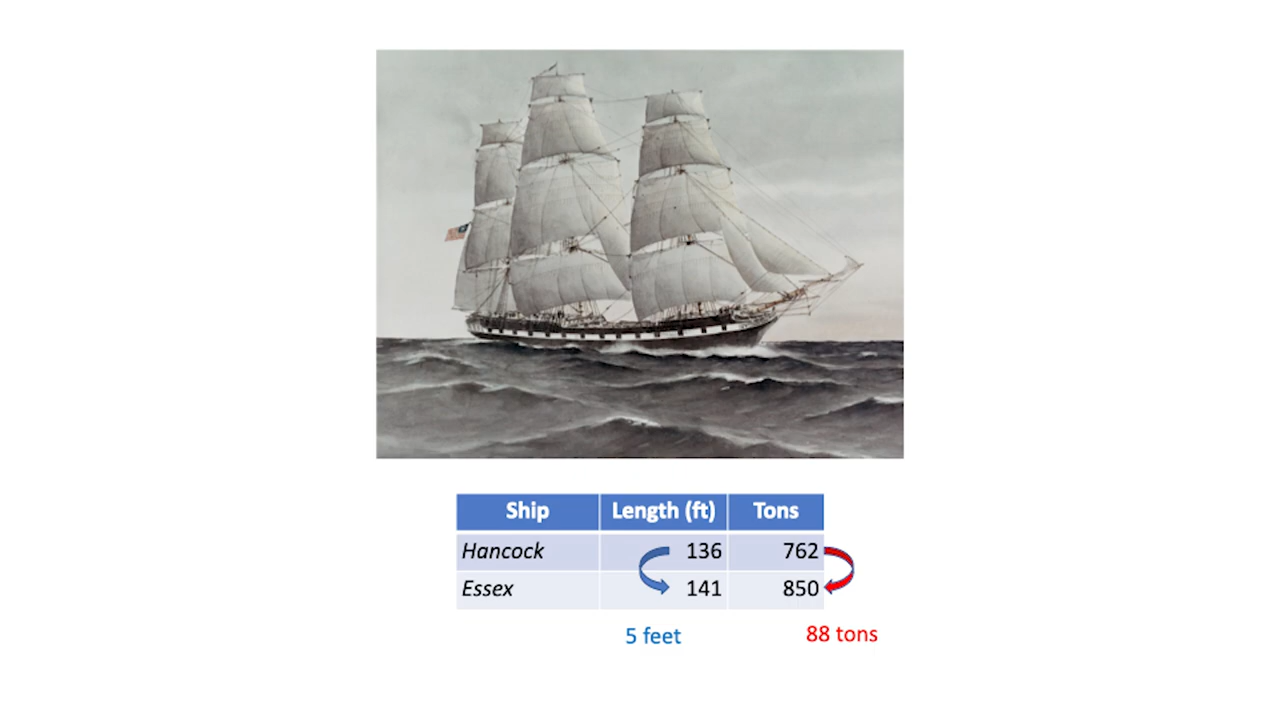 Ship Length (ft) Tons
Hancock 136 762
Essex 141 850
5 feet 88 tons